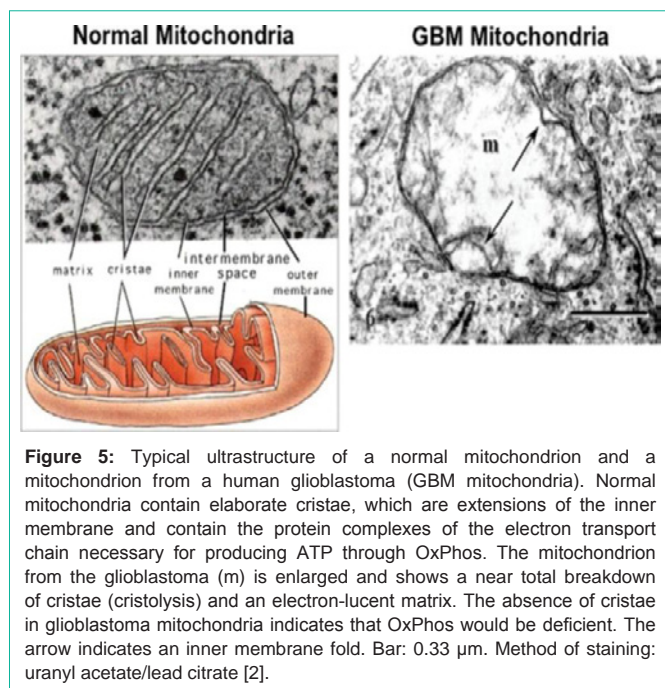 Normal Mitochondria
GBM Mitochondria
m
matrix cristae inner membrane intermembrane space outer membrane
6
Figure 5: Typical ultrastructure of a normal mitochondrion and a
mitochondrion from a human glioblastoma (GBM mitochondria). Normal
mitochondria contain elaborate cristae, which are extensions of the inner
membrane and contain the protein complexes of the electron transport
chain necessary for producing ATP through OxPhos. The mitochondrion
from the glioblastoma (m) is enlarged and shows a near total breakdown
of cristae (cristolysis) and an electron-lucent matrix. The absence of cristae
in glioblastoma mitochondria indicates that OxPhos would be deficient. The
arrow indicates an inner membrane fold. Bar: 0.33 µm. Method of staining:
uranyl acetate/lead citrate [2].